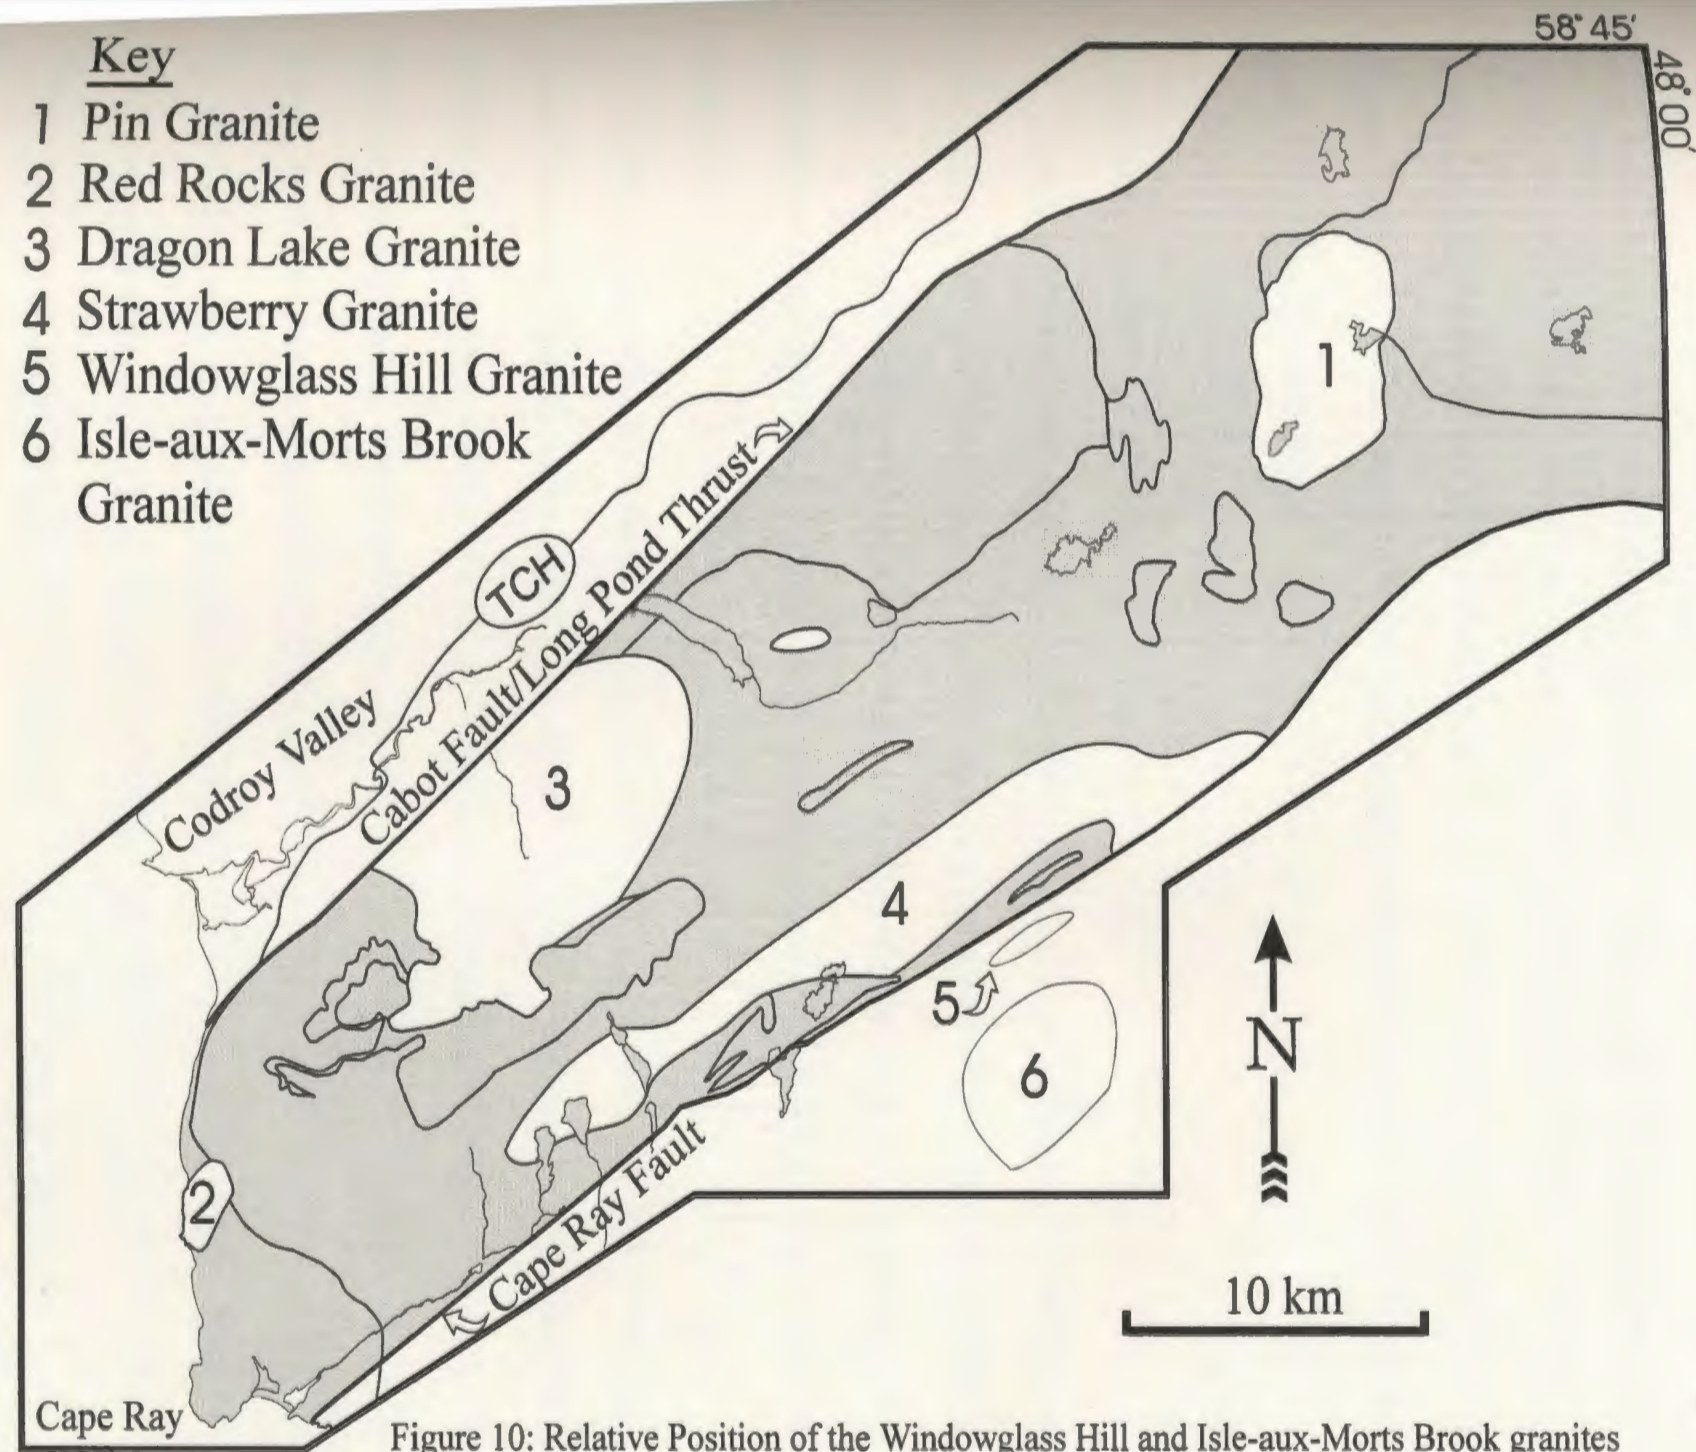 58° 45'
48° 00'
Key
1 Pin Granite
2 Red Rocks Granite
3 Dragon Lake Granite
4 Strawberry Granite
5 Windowglass Hill Granite
6 Isle-aux-Morts Brook
Granite
1
TCH
Cabot Fault/Long Pond Thrust
Codroy Valley
3
4
5
6
N
2
Cape Ray Fault
10 km
Cape Ray
Figure 10: Relative Position of the Windowglass Hill and Isle-aux-Morts Brook granites